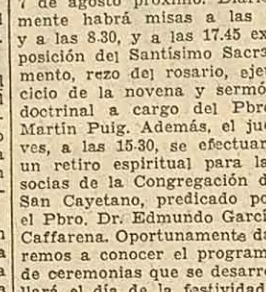 7 de agosto próximo. Diaria
mente habrá misas a las
y a las 8.30, y a las 17.45 ex
posición del Santísimo Sacra
mento, rezo del rosario, ejer
cicio de la novena y sermó
doctrinal a cargo del Pbro
Martín Puig. Además, el jue
ves, a las 15.30, se efectuar
un retiro espiritual para la
socias de la Congregación d
San Cayetano, predicado po
el Pbro. Dr. Edmundo Garcí
Caffarena. Oportunamente da
remos a conocer el program
de ceremonias que se desarro
llará el día de la festividad